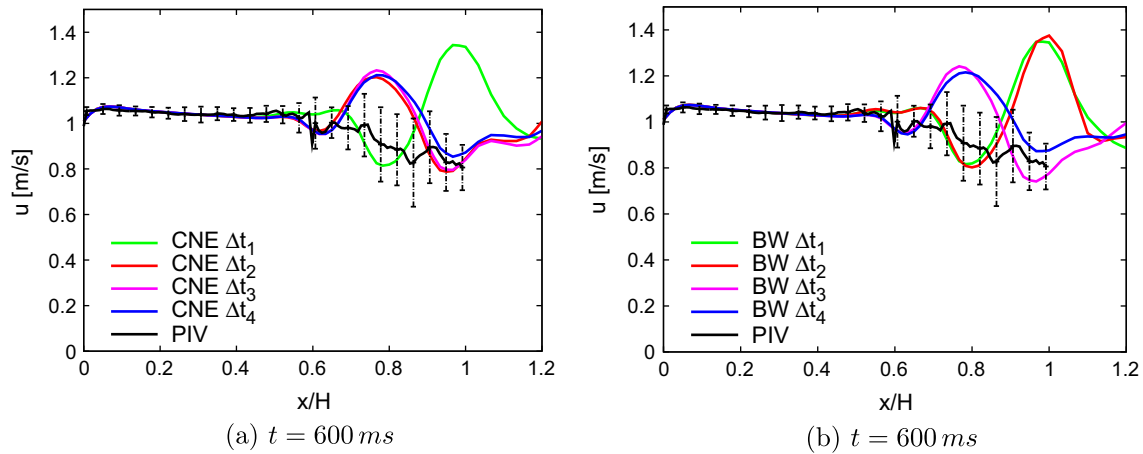 1.4
1.2
1
0.8
0.6
0.4
0.2
0
0 0.2 0.4 0.6 0.8 1 1.2
u [m/s]
x/H
CNE Δt₁
CNE Δt₂
CNE Δt₃
CNE Δt₄
PIV
(a) t = 600 ms
1.4
1.2
1
0.8
0.6
0.4
0.2
0
0 0.2 0.4 0.6 0.8 1 1.2
u [m/s]
x/H
BW Δt₁
BW Δt₂
BW Δt₃
BW Δt₄
PIV
(b) t = 600 ms